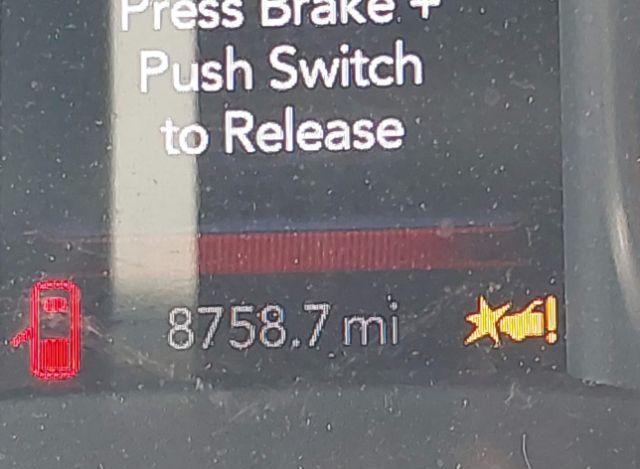 Press Brake +
Push Switch
to Release
8758.7 mi